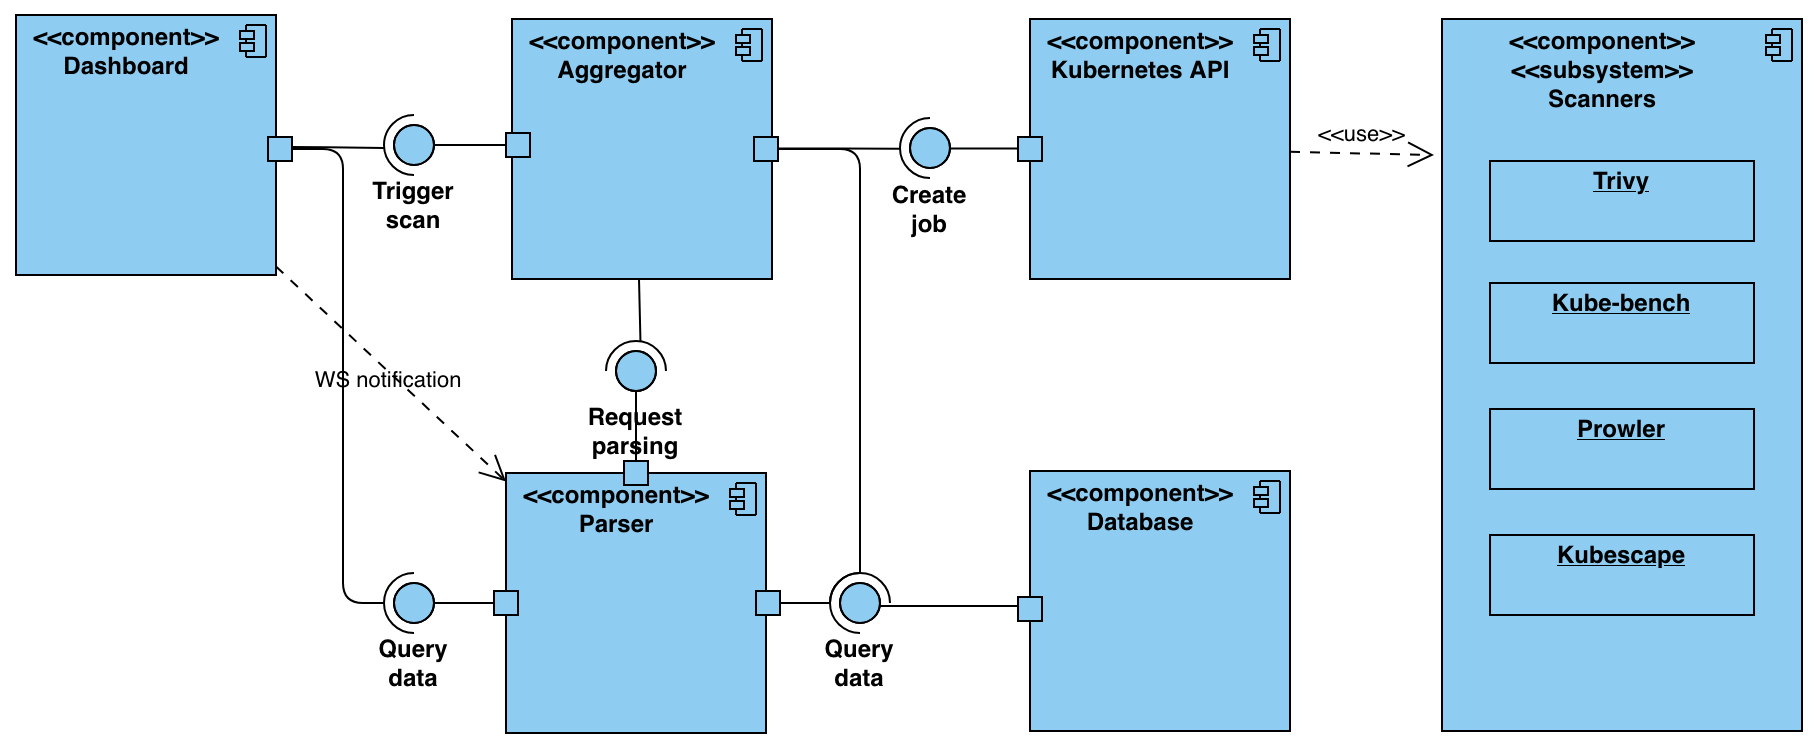 <<component>>
Dashboard
<<component>>
Aggregator
<<component>>
Kubernetes API
<<component>>
<<subsystem>>
Scanners
<<use>>
Trigger
scan
Create
job
Trivy
Kube-bench
WS notification
Request
parsing
Prowler
<<component>>
Parser
<<component>>
Database
Kubescape
Query
data
Query
data